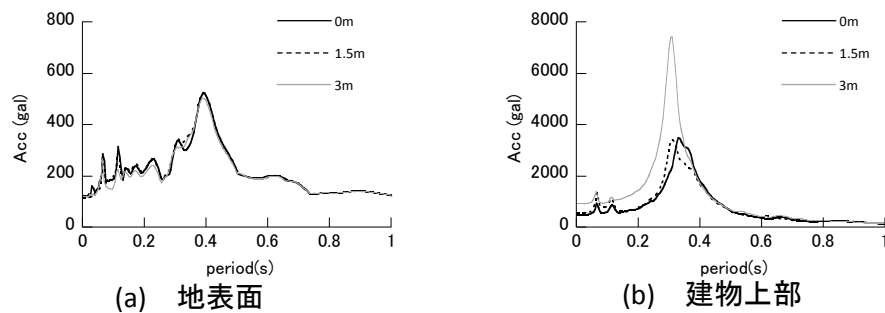 800
600
400
200
0
Acc (gal)
0
0.2
0.4
0.6
0.8
1
period(s)
0m
1.5m
3m
(a) 地表面
8000
6000
4000
2000
0
Acc (gal)
0
0.2
0.4
0.6
0.8
1
period(s)
0m
1.5m
3m
(b) 建物上部